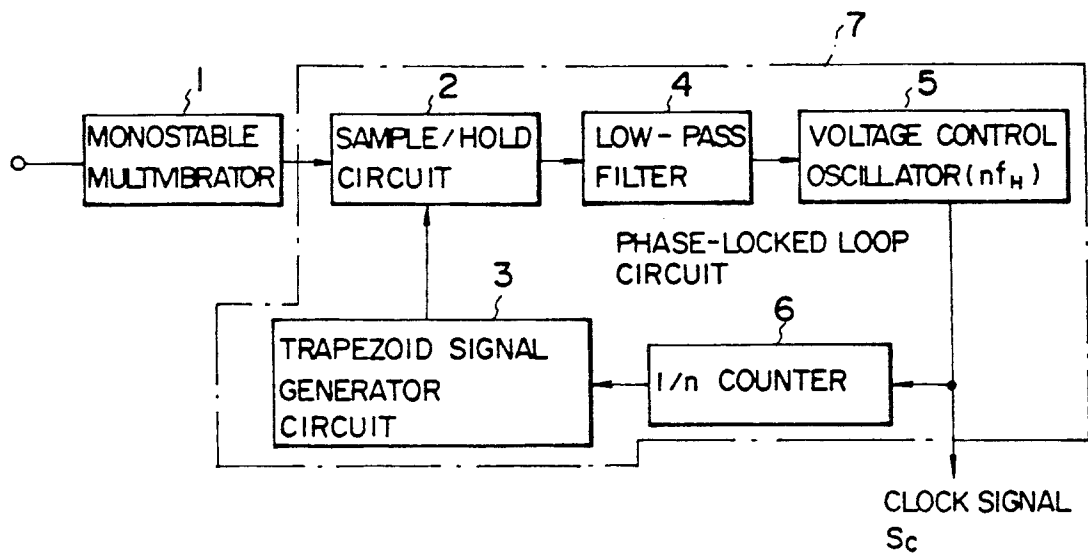 7
1
MONOSTABLE
MULTIVIBRATOR
2
SAMPLE/HOLD
CIRCUIT
4
LOW-PASS
FILTER
5
VOLTAGE CONTROL
OSCILLATOR (nfH)
PHASE-LOCKED LOOP
CIRCUIT
3
TRAPEZOID SIGNAL
GENERATOR
CIRCUIT
6
1/n COUNTER
CLOCK SIGNAL
Sc